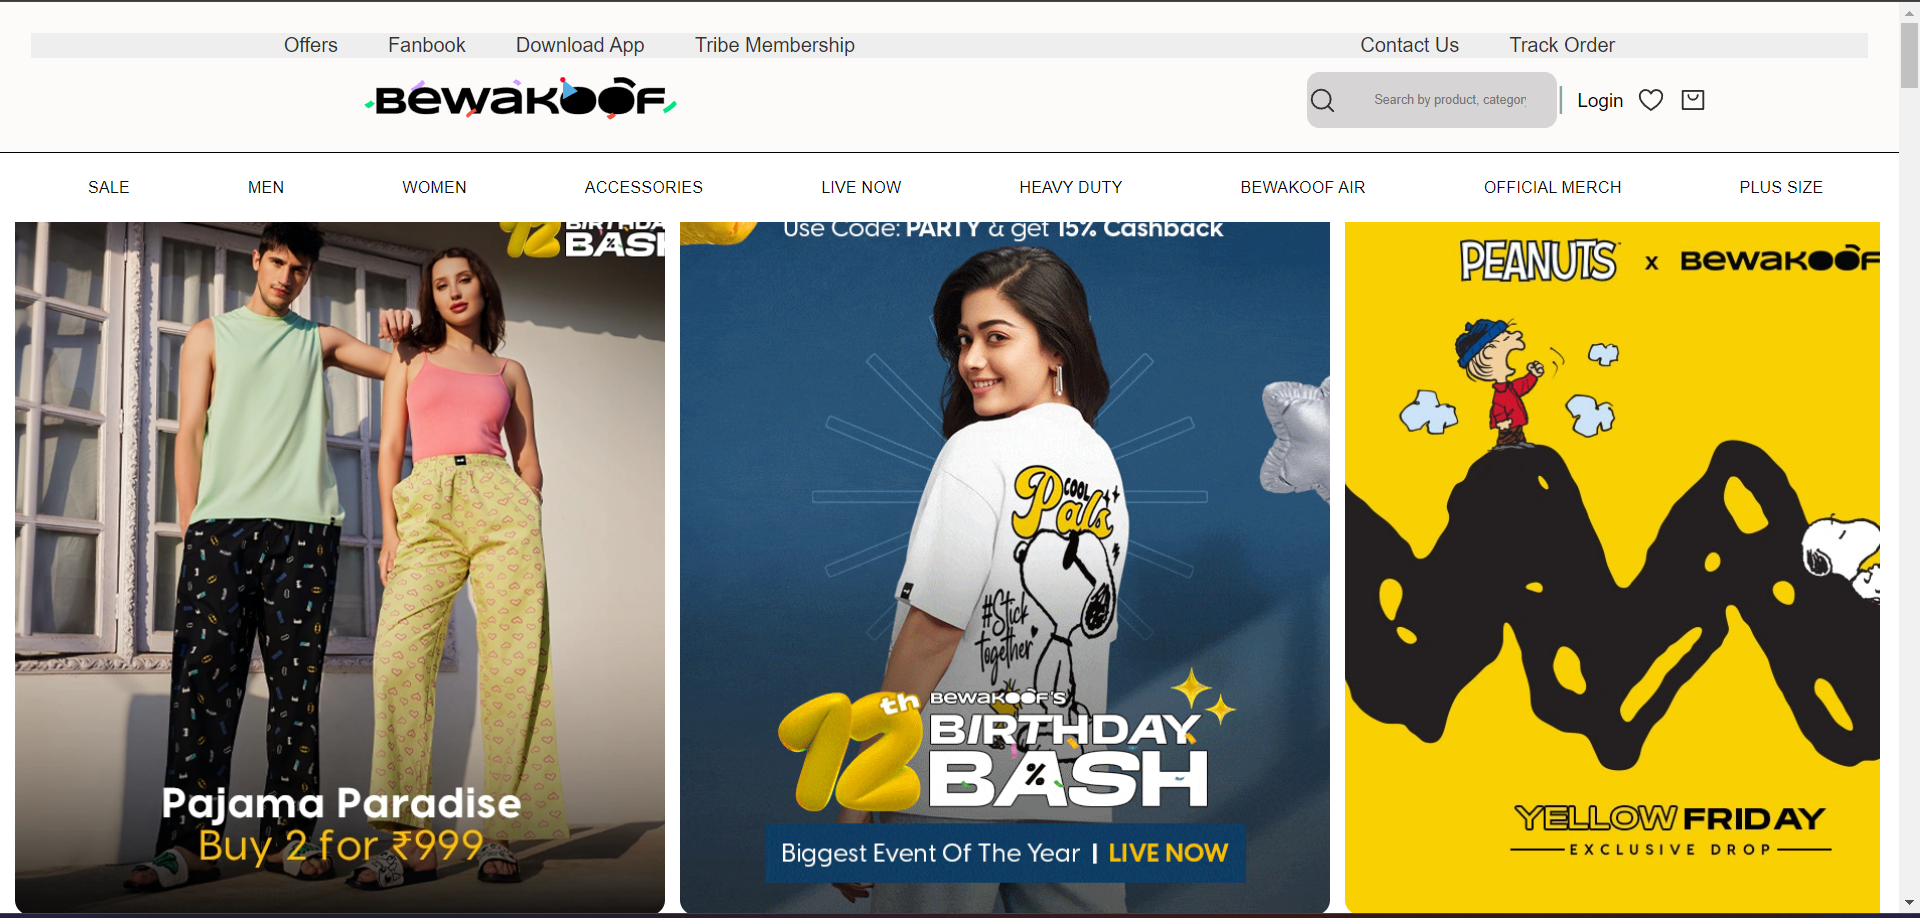 Offers Fanbook Download App Tribe Membership Contact Us Track Order
BEWAKOOF
Search by product, categor
Login
SALE MEN WOMEN ACCESSORIES LIVE NOW HEAVY DUTY BEWAKOOF AIR OFFICIAL MERCH PLUS SIZE
12 BIRTHDAY
BASH
Pajama Paradise
Buy 2 for ₹999
Use Code: PARTY & get 15% Cashback
COOL
Pals
#Stick
together
12th BEWAKOOF'S
BIRTHDAY
BASH
Biggest Event Of The Year | LIVE NOW
PEANUTS x BEWAKOOF
YELLOW FRIDAY
EXCLUSIVE DROP